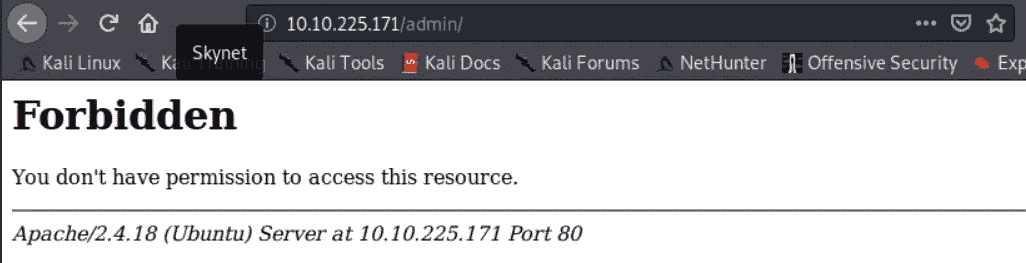 10.10.225.171/admin/
Skynet
Kali Linux Kali Tools Kali Docs Kali Forums NetHunter Offensive Security
Forbidden
You don't have permission to access this resource.
Apache/2.4.18 (Ubuntu) Server at 10.10.225.171 Port 80